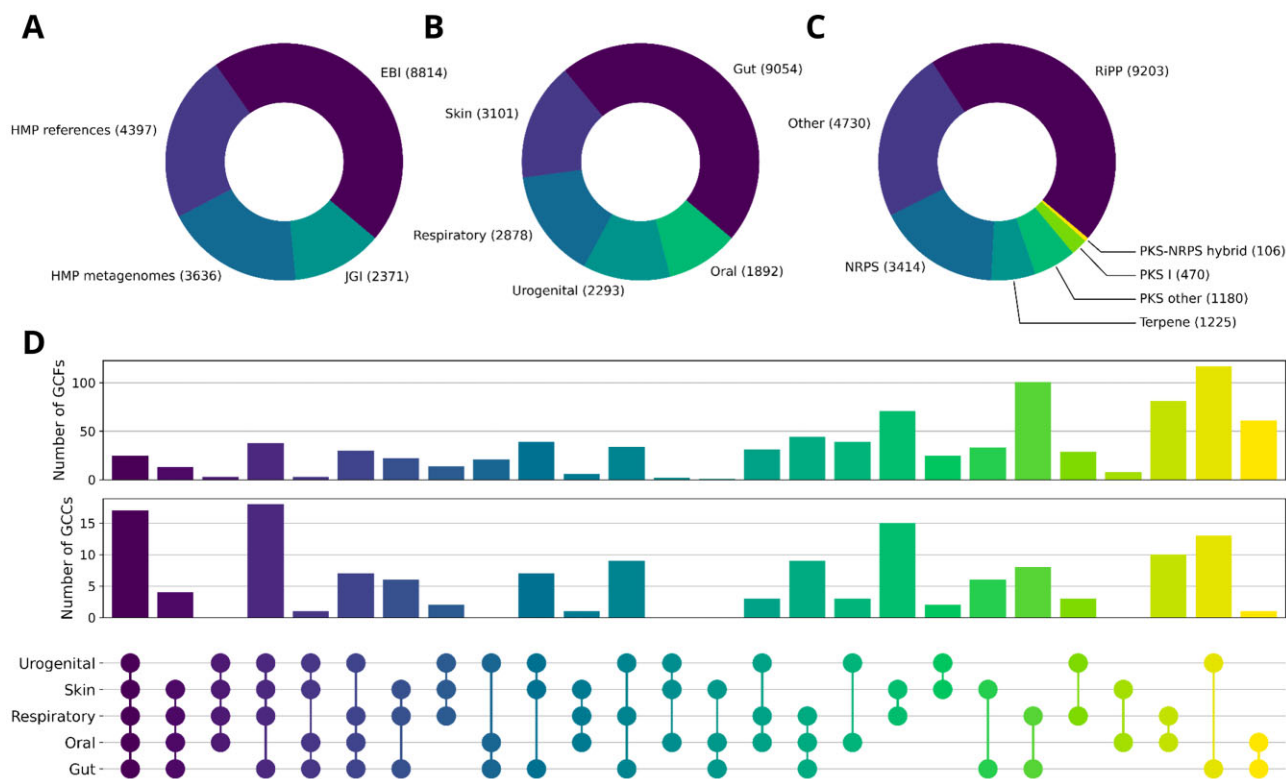 A
B
C
EBI (8814)
HMP references (4397)
HMP metagenomes (3636)
JGI (2371)
Gut (9054)
Skin (3101)
Respiratory (2878)
Urogenital (2293)
Oral (1892)
RiPP (9203)
Other (4730)
NRPS (3414)
PKS-NRPS hybrid (106)
PKS I (470)
PKS other (1180)
Terpene (1225)
D
Number of GCFs
100
50
0
Number of GCCs
15
10
5
0
Urogenital
Skin
Respiratory
Oral
Gut